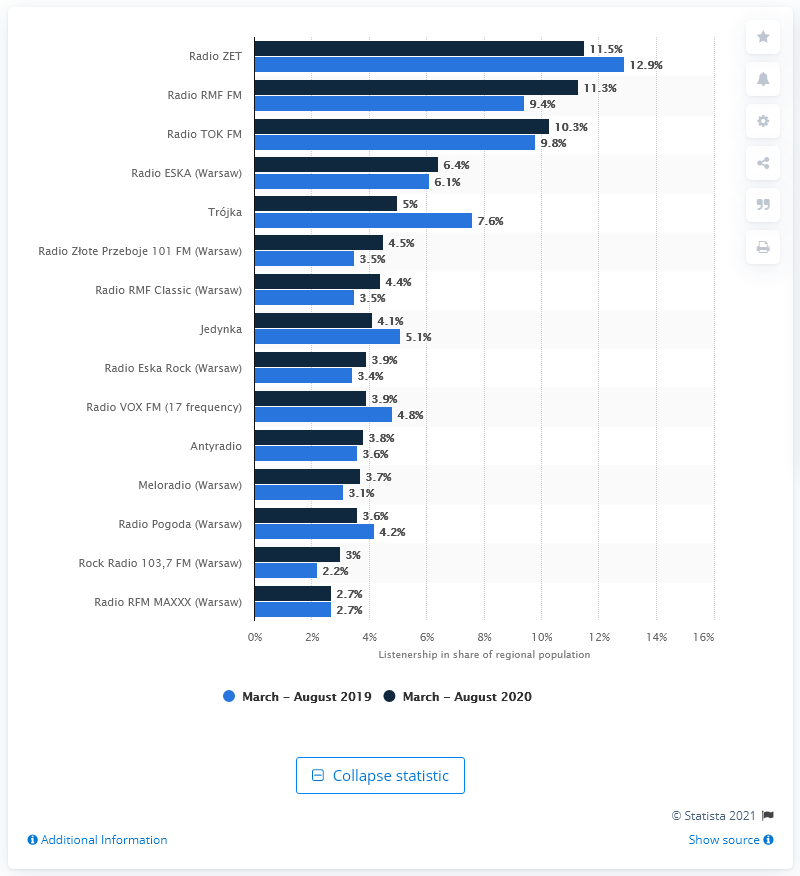 Radio ZET
11.5%
12.9%
Radio RMF FM
11.3%
9.4%
Radio TOK FM
10.3%
9.8%
Radio ESKA (Warsaw)
6.4%
6.1%
Trójka
5%
7.6%
Radio Złote Przeboje 101 FM (Warsaw)
4.5%
3.5%
Radio RMF Classic (Warsaw)
4.4%
3.5%
Jedynka
4.1%
5.1%
Radio Eska Rock (Warsaw)
3.9%
3.4%
Radio VOX FM (17 frequency)
3.9%
4.8%
Antyradio
3.8%
3.6%
Meloradio (Warsaw)
3.7%
3.1%
Radio Pogoda (Warsaw)
3.6%
4.2%
Rock Radio 103,7 FM (Warsaw)
3%
2.2%
Radio RFM MAXXX (Warsaw)
2.7%
2.7%
0% 2% 4% 6% 8% 10% 12% 14% 16%
Listenership in share of regional population
March – August 2019 March – August 2020
Collapse statistic
© Statista 2021
Additional Information
Show source